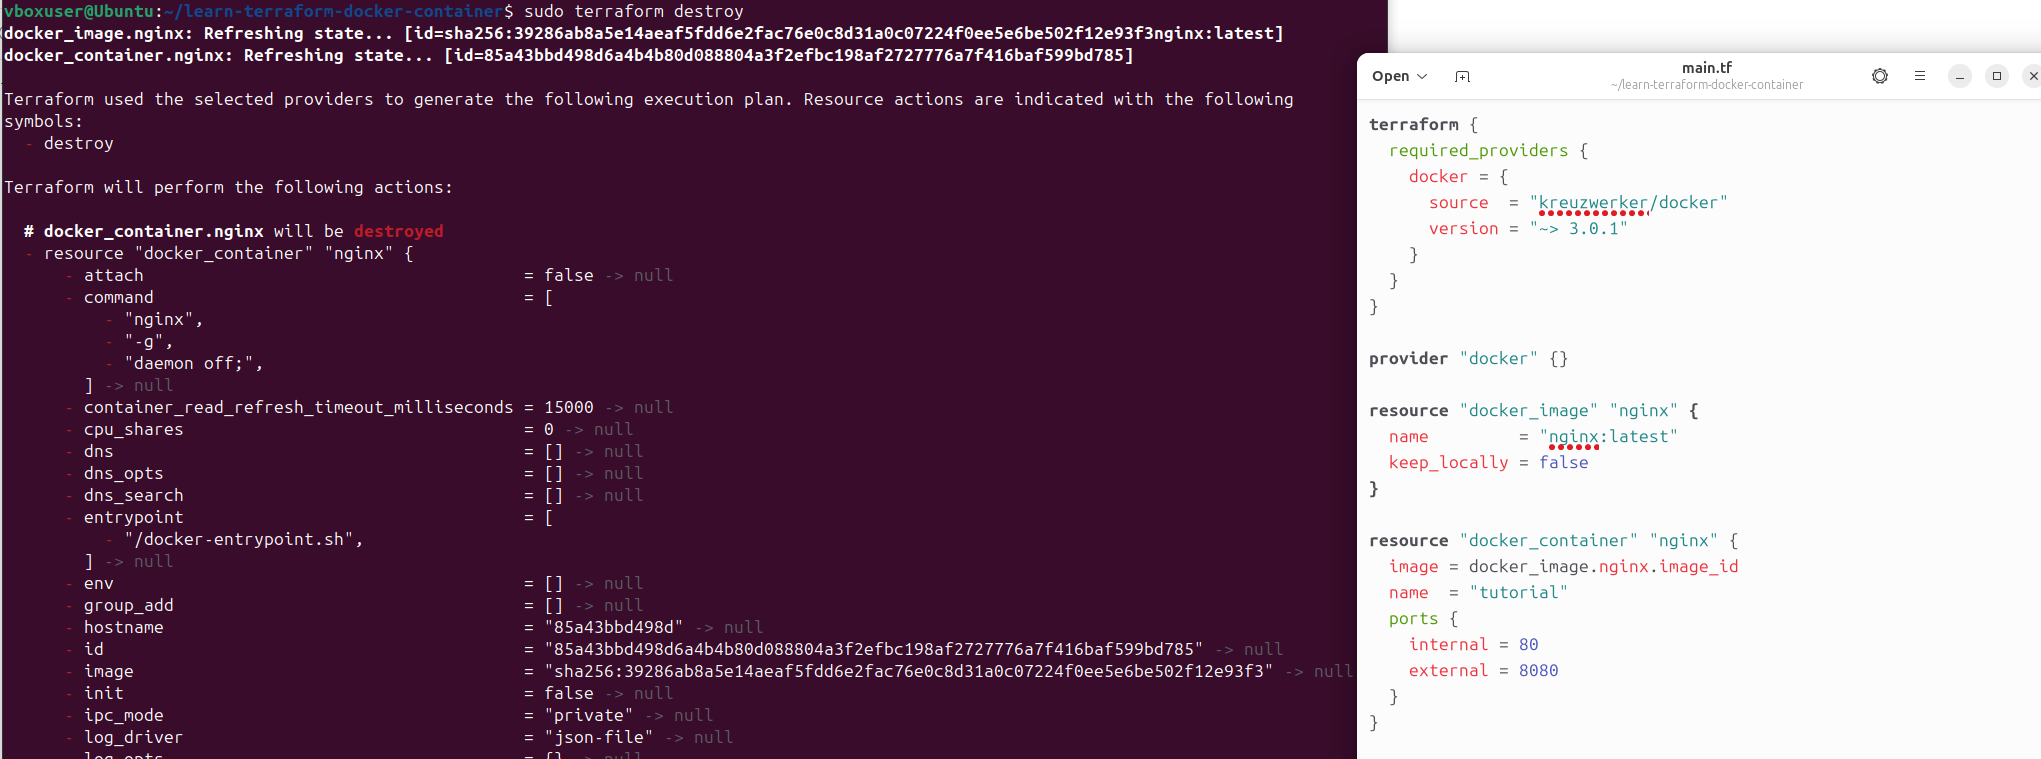 vboxuser@Ubuntu:~/learn-terraform-docker-container$ sudo terraform destroy
docker_image.nginx: Refreshing state... [id=sha256:39286ab8a5e14aeaf5fdd6e2fac76e0c8d31a0c07224f0ee5e6be502f12e93f3nginx:latest]
docker_container.nginx: Refreshing state... [id=85a43bbd498d6a4b4b80d088804a3f2efbc198af2727776a7f416baf599bd785]
Terraform used the selected providers to generate the following execution plan. Resource actions are indicated with the following
symbols:
  - destroy
Terraform will perform the following actions:
  # docker_container.nginx will be destroyed
  - resource "docker_container" "nginx" {
      - attach                                      = false -> null
      - command                                     = [
          - "nginx",
          - "-g",
          - "daemon off;",
        ] -> null
      - container_read_refresh_timeout_milliseconds = 15000 -> null
      - cpu_shares                                  = 0 -> null
      - dns                                         = [] -> null
      - dns_opts                                    = [] -> null
      - dns_search                                  = [] -> null
      - entrypoint                                  = [
          - "/docker-entrypoint.sh",
        ] -> null
      - env                                         = [] -> null
      - group_add                                   = [] -> null
      - hostname                                    = "85a43bbd498d" -> null
      - id                                          = "85a43bbd498d6a4b4b80d088804a3f2efbc198af2727776a7f416baf599bd785" -> null
      - image                                       = "sha256:39286ab8a5e14aeaf5fdd6e2fac76e0c8d31a0c07224f0ee5e6be502f12e93f3" -> null
      - init                                        = false -> null
      - ipc_mode                                    = "private" -> null
      - log_driver                                  = "json-file" -> null
      - log_opts                                    = {} -> null
Open
main.tf
~/learn-terraform-docker-container
terraform {
  required_providers {
    docker = {
      source  = "kreuzwerker/docker"
      version = "~> 3.0.1"
    }
  }
}
provider "docker" {}
resource "docker_image" "nginx" {
  name         = "nginx:latest"
  keep_locally = false
}
resource "docker_container" "nginx" {
  image = docker_image.nginx.image_id
  name  = "tutorial"
  ports {
    internal = 80
    external = 8080
  }
}